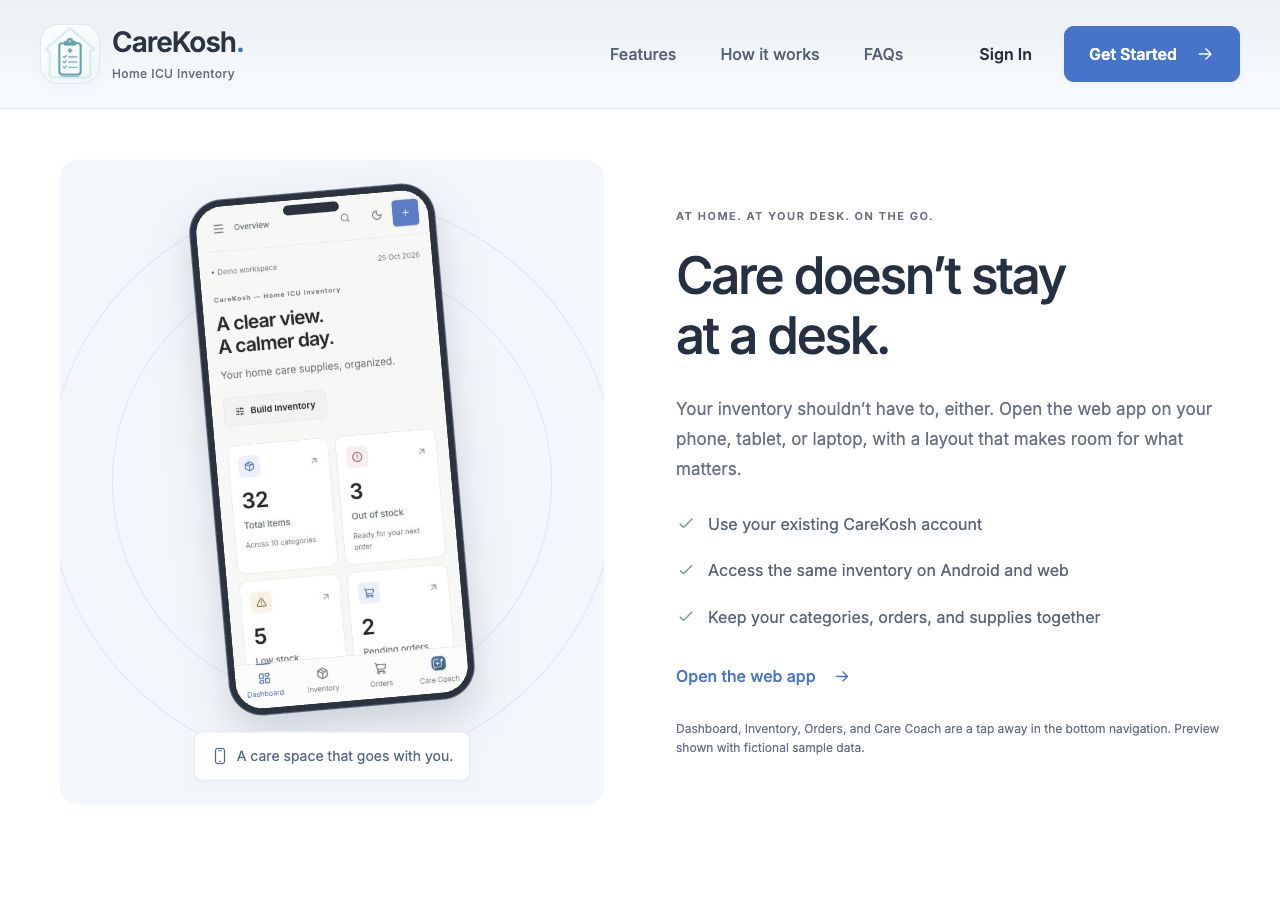 CareKosh.
Home ICU Inventory
Features
How it works
FAQs
Sign In
Get Started
Overview
Demo workspace
25 Oct 2026
CareKosh — Home ICU Inventory
A clear view.
A calmer day.
Your home care supplies, organized.
Build Inventory
32
Total items
Across 10 categories
3
Out of stock
Ready for your next
order
5
Low stock
2
Pending orders
Dashboard
Inventory
Orders
Care Coach
A care space that goes with you.
AT HOME. AT YOUR DESK. ON THE GO.
Care doesn’t stay
at a desk.
Your inventory shouldn’t have to, either. Open the web app on your
phone, tablet, or laptop, with a layout that makes room for what
matters.
Use your existing CareKosh account
Access the same inventory on Android and web
Keep your categories, orders, and supplies together
Open the web app
Dashboard, Inventory, Orders, and Care Coach are a tap away in the bottom navigation. Preview
shown with fictional sample data.